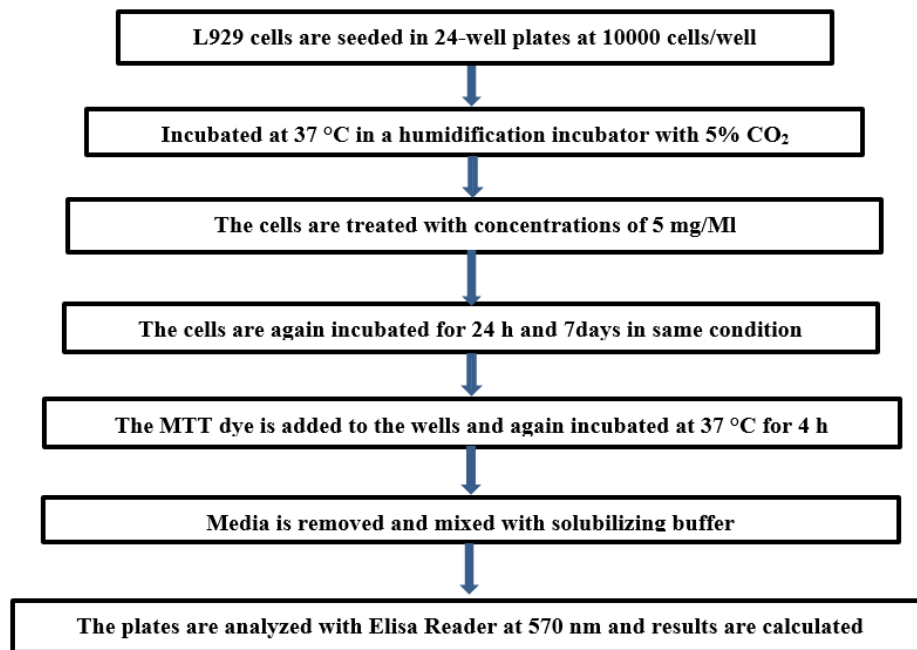 L929 cells are seeded in 24-well plates at 10000 cells/well
Incubated at 37 °C in a humidification incubator with 5% CO₂
The cells are treated with concentrations of 5 mg/Ml
The cells are again incubated for 24 h and 7days in same condition
The MTT dye is added to the wells and again incubated at 37 °C for 4 h
Media is removed and mixed with solubilizing buffer
The plates are analyzed with Elisa Reader at 570 nm and results are calculated